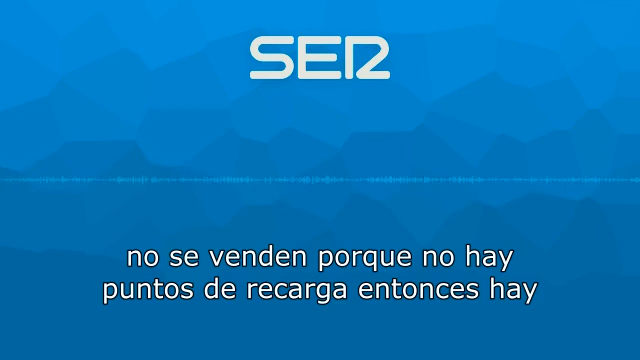 SER
no se venden porque no hay
puntos de recarga entonces hay